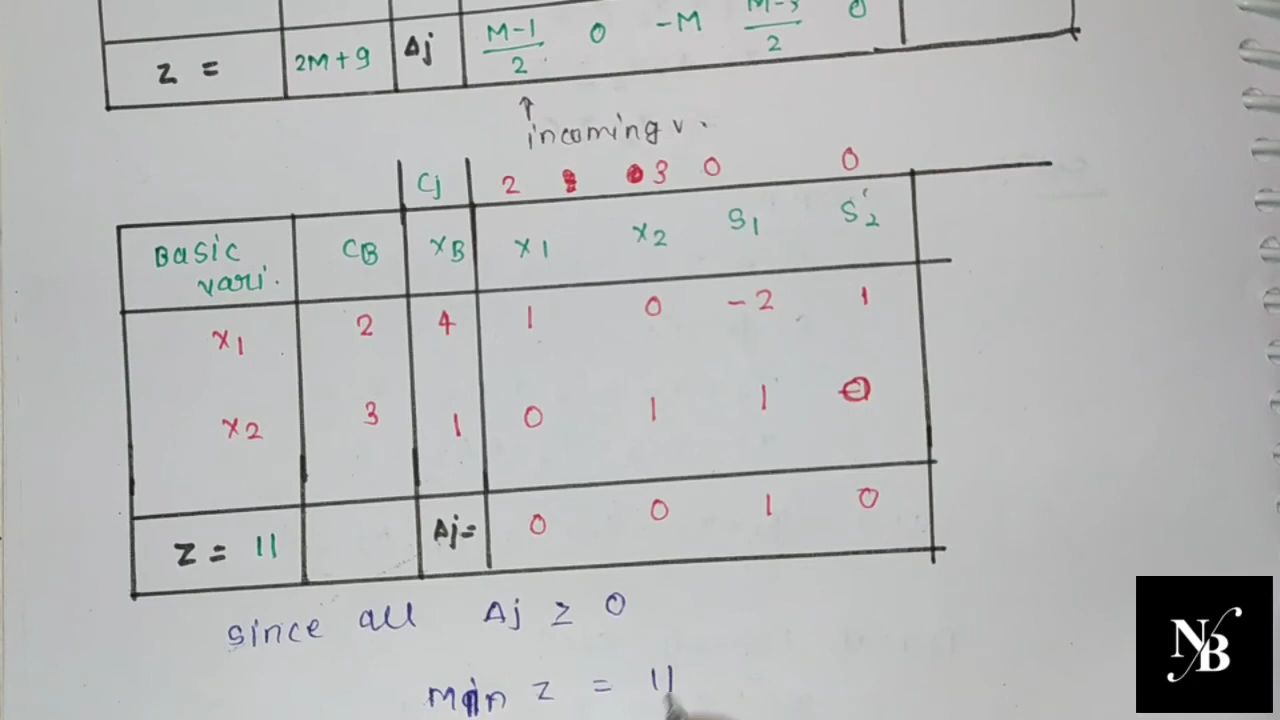 M-1/2 0 -M M-3/2 0
Z = 2M+9 Δj
↑
incoming v.
Cj 2 3 0 0
Basic vari. CB XB X1 X2 S1 S2
X1 2 4 1 0 -2 1
X2 3 1 0 1 1 0
Z = 11 Δj= 0 0 1 0
since all Δj ≥ 0
Min Z = 11
NB